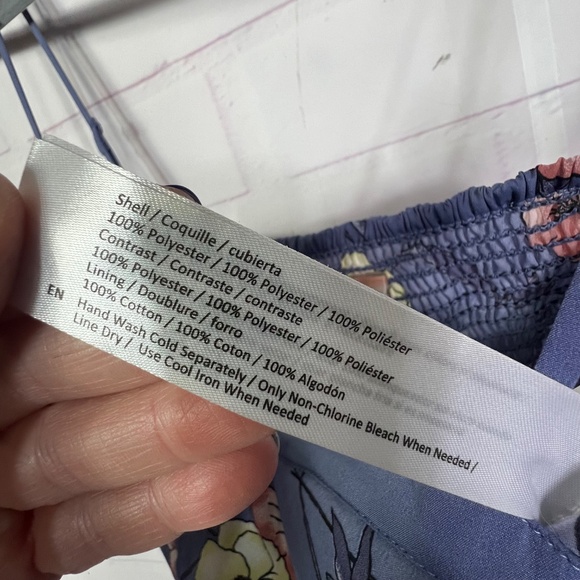 Shell / Coquille / cubierta
100% Polyester / 100% Polyester / 100% Poliéster
Contrast / Contraste / contraste
100% Polyester / 100% Polyester / 100% Poliéster
Lining / Doublure / forro
100% Cotton / 100% Coton / 100% Algodón
EN
Hand Wash Cold Separately / Only Non-Chlorine Bleach When Needed /
Line Dry / Use Cool Iron When Needed